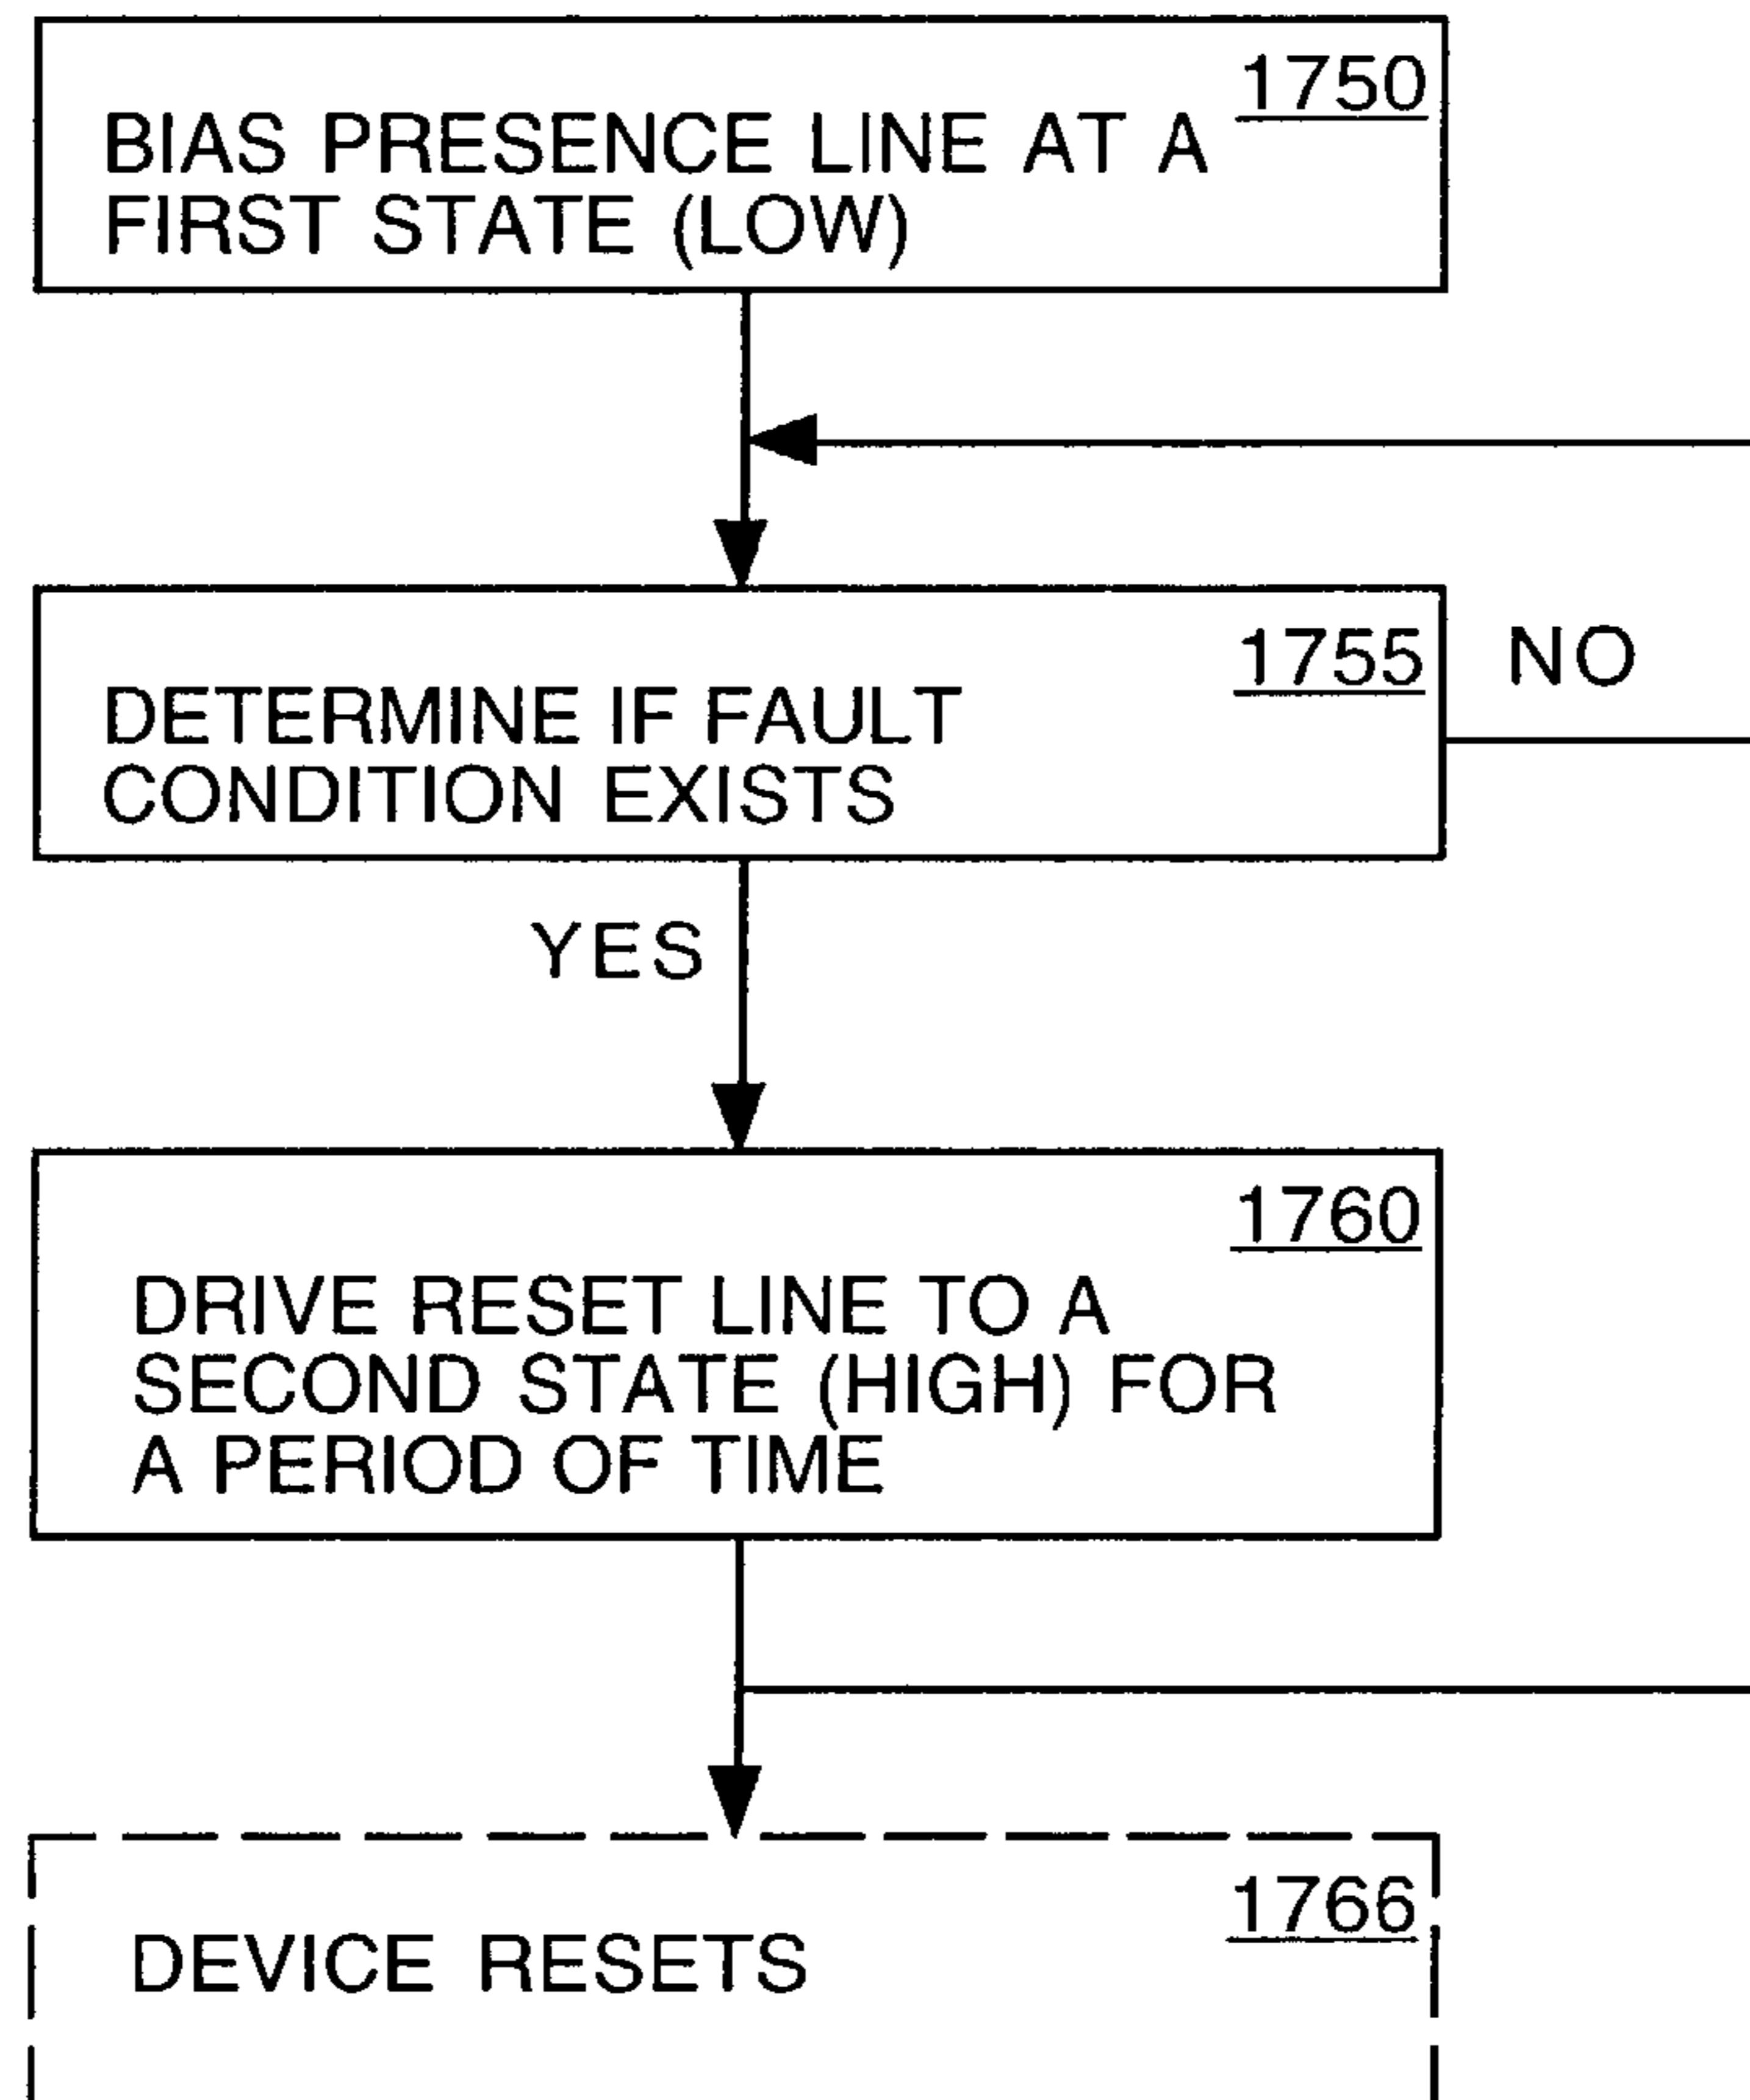 1750
BIAS PRESENCE LINE AT A
FIRST STATE (LOW)
1755
NO
DETERMINE IF FAULT
CONDITION EXISTS
YES
1760
DRIVE RESET LINE TO A
SECOND STATE (HIGH) FOR
A PERIOD OF TIME
1766
DEVICE RESETS